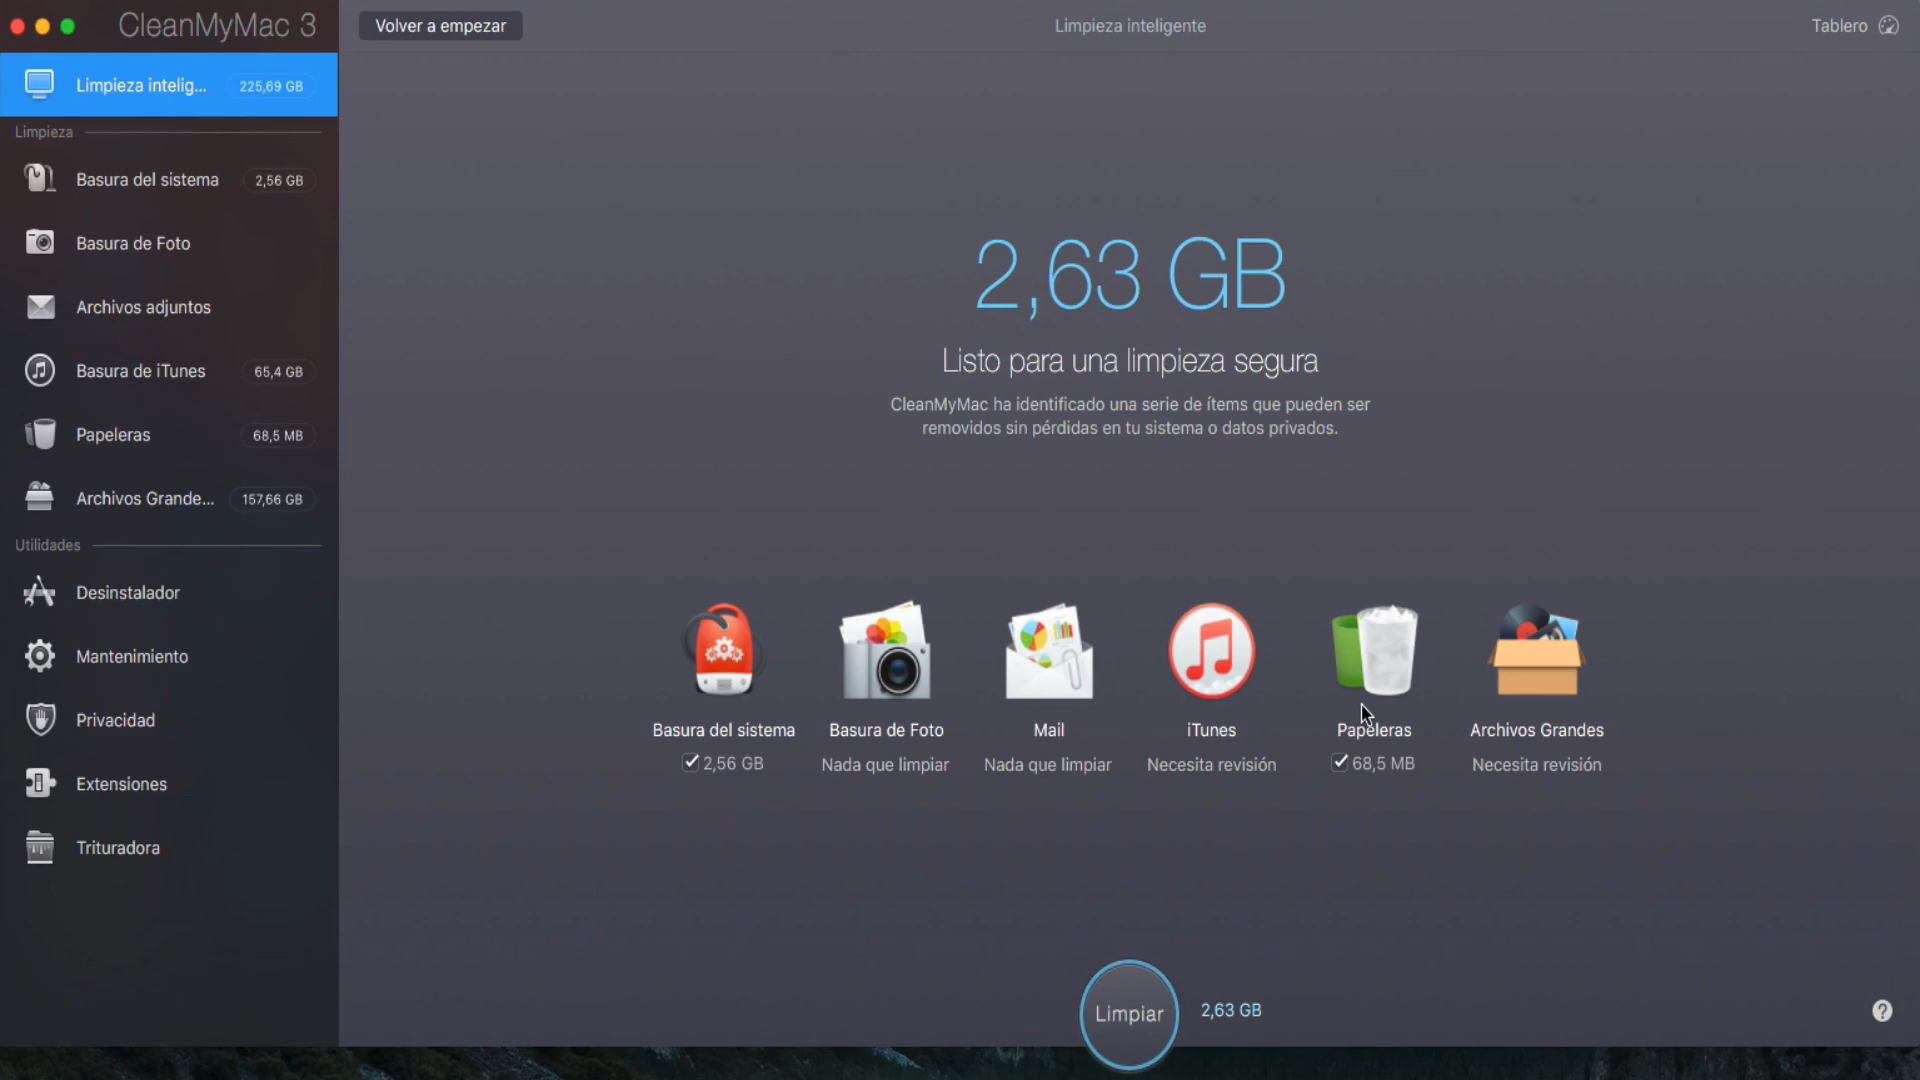 CleanMyMac 3
Volver a empezar
Limpieza inteligente
Tablero
Limpieza intelig... 225,69 GB
Limpieza
Basura del sistema 2,56 GB
Basura de Foto
Archivos adjuntos
Basura de iTunes 65,4 GB
Papeleras 68,5 MB
Archivos Grande... 157,66 GB
Utilidades
Desinstalador
Mantenimiento
Privacidad
Extensiones
Trituradora
2,63 GB
Listo para una limpieza segura
CleanMyMac ha identificado una serie de ítems que pueden ser
removidos sin pérdidas en tu sistema o datos privados.
Basura del sistema Basura de Foto Mail iTunes Papeleras Archivos Grandes
2,56 GB Nada que limpiar Nada que limpiar Necesita revisión 68,5 MB Necesita revisión
Limpiar 2,63 GB
?